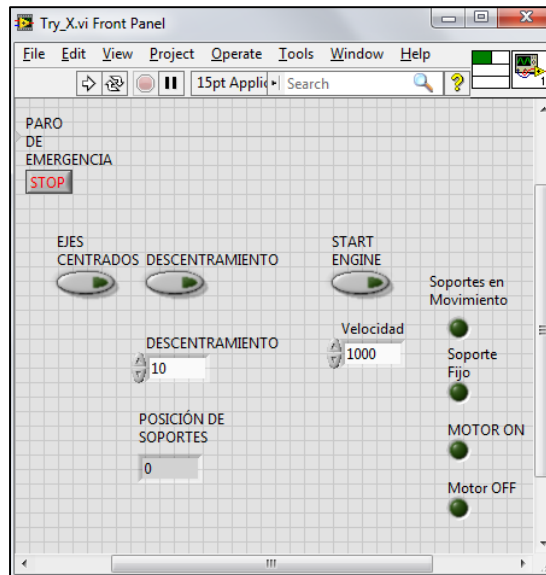 Try_X.vi Front Panel
File Edit View Project Operate Tools Window Help
15pt Applic Search ?
1
PARO
DE
EMERGENCIA
STOP
EJES
CENTRADOS
DESCENTRAMIENTO
START
ENGINE
Soportes en
Movimiento
Velocidad
1000
DESCENTRAMIENTO
10
Soporte
Fijo
POSICIÓN DE
SOPORTES
0
MOTOR ON
Motor OFF